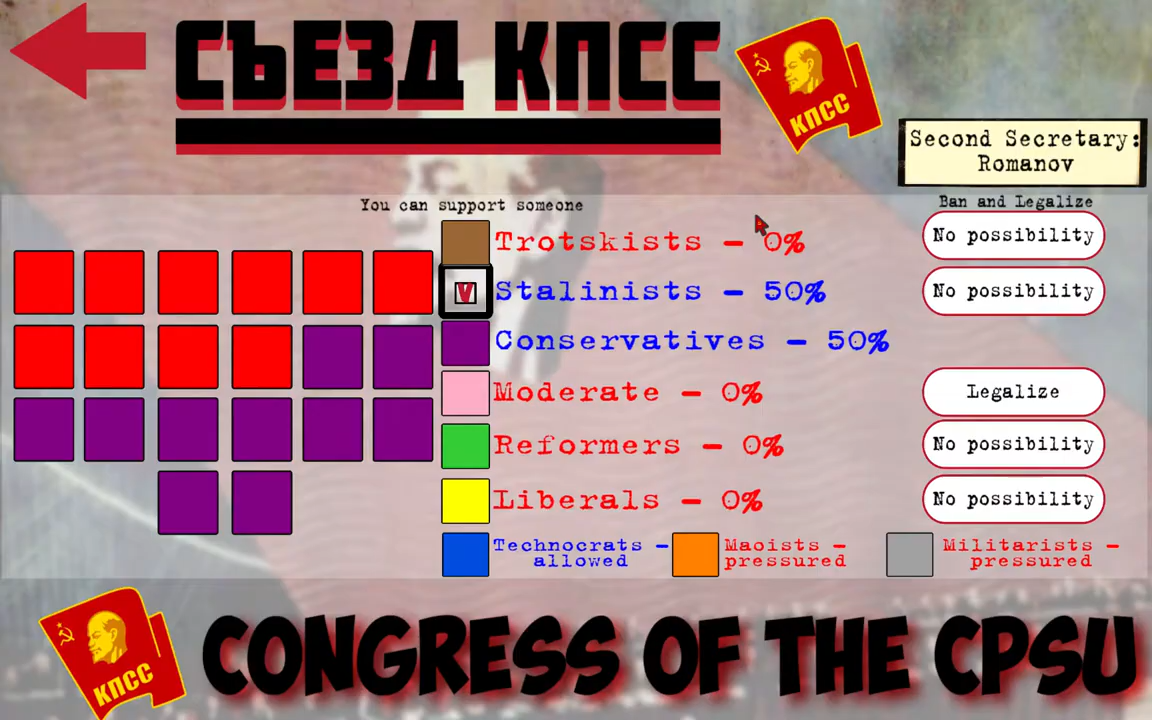 СЪЕЗД КПСС
КПСС
Second Secretary:
Romanov
You can support someone
Ban and Legalize
Trotskists - 0%
No possibility
V
Stalinists - 50%
No possibility
Conservatives - 50%
Moderate - 0%
Legalize
Reformers - 0%
No possibility
Liberals - 0%
No possibility
Technocrats -
allowed
Maoists -
pressured
Militarists -
pressured
КПСС
CONGRESS OF THE CPSU